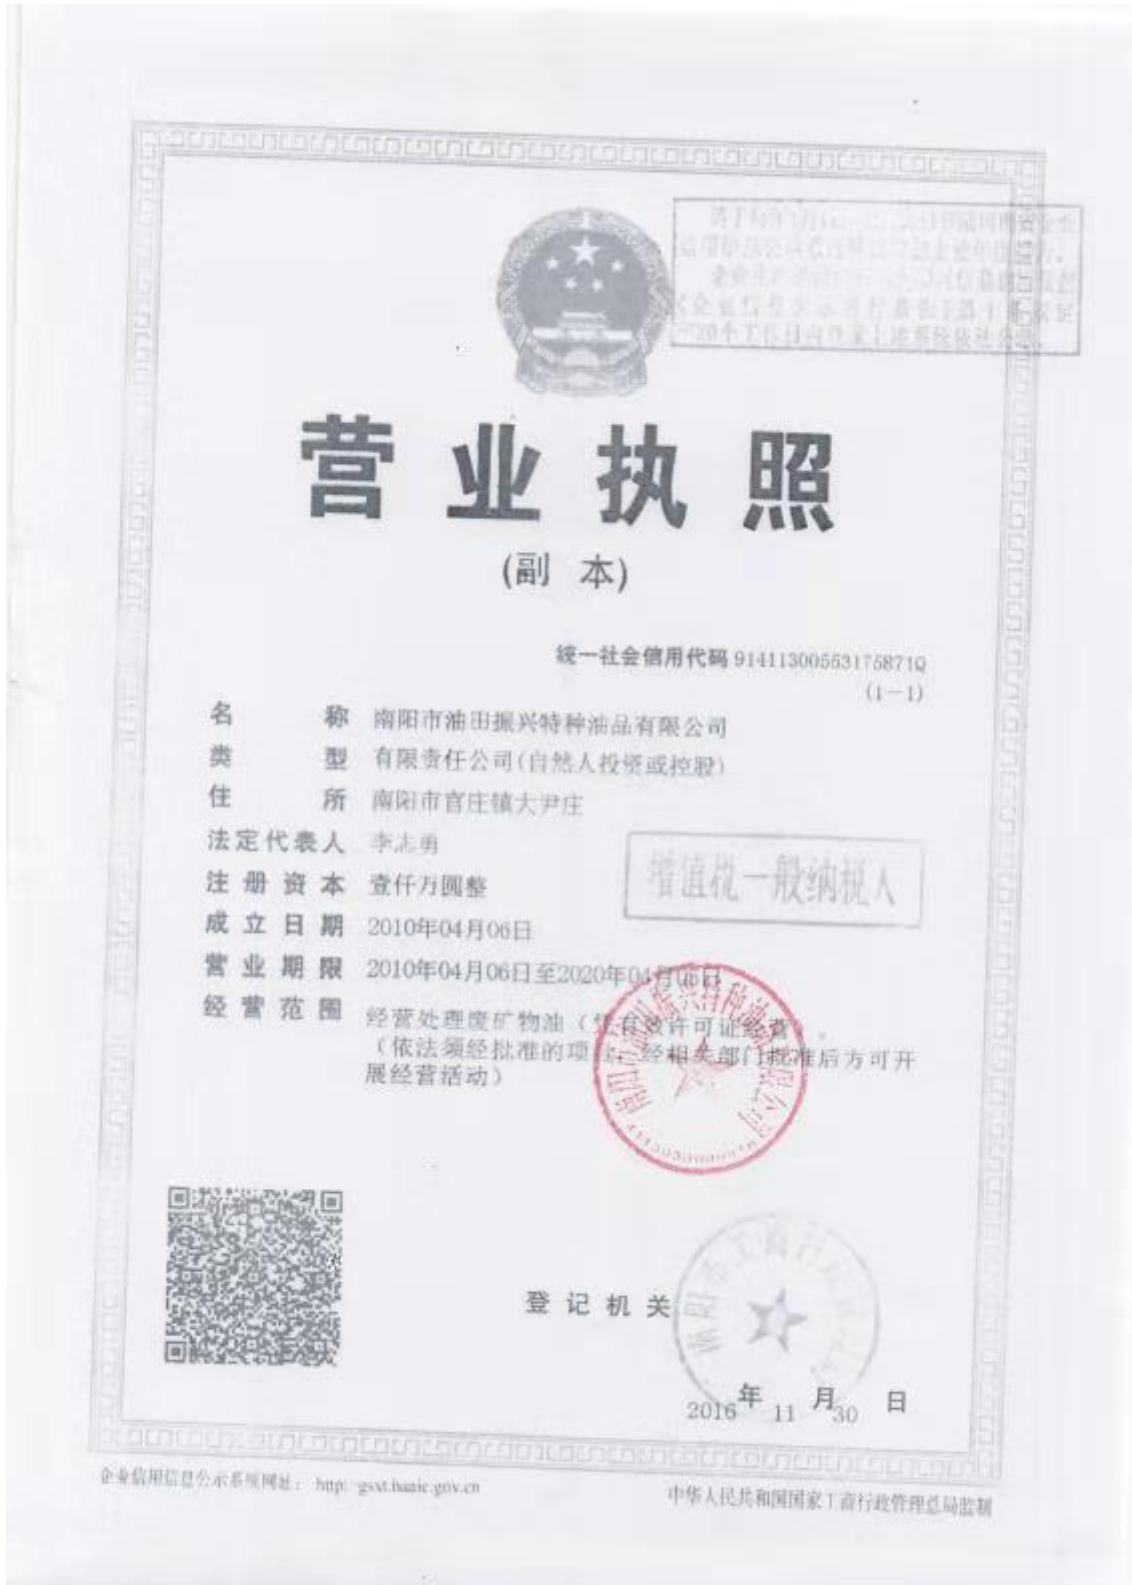 营业执照
(副 本)
统一社会信用代码 91411300553175871Q
(1-1)
名 称 南阳市油田振兴特种油品有限公司
类 型 有限责任公司(自然人投资或控股)
住 所 南阳市官庄镇大尹庄
法定代表人 李志勇
注册资本 壹仟万圆整
增值税一般纳税人
成立日期 2010年04月06日
营业期限 2010年04月06日至2020年04月05日
经营范围 经营处理废矿物油（凭有效许可证经营）。
（依法须经批准的项目，经相关部门批准后方可开
展经营活动）
登记机关
2016年11月30日
企业信用信息公示系统网址： http: gsxt.haaic.gov.cn
中华人民共和国国家工商行政管理总局监制